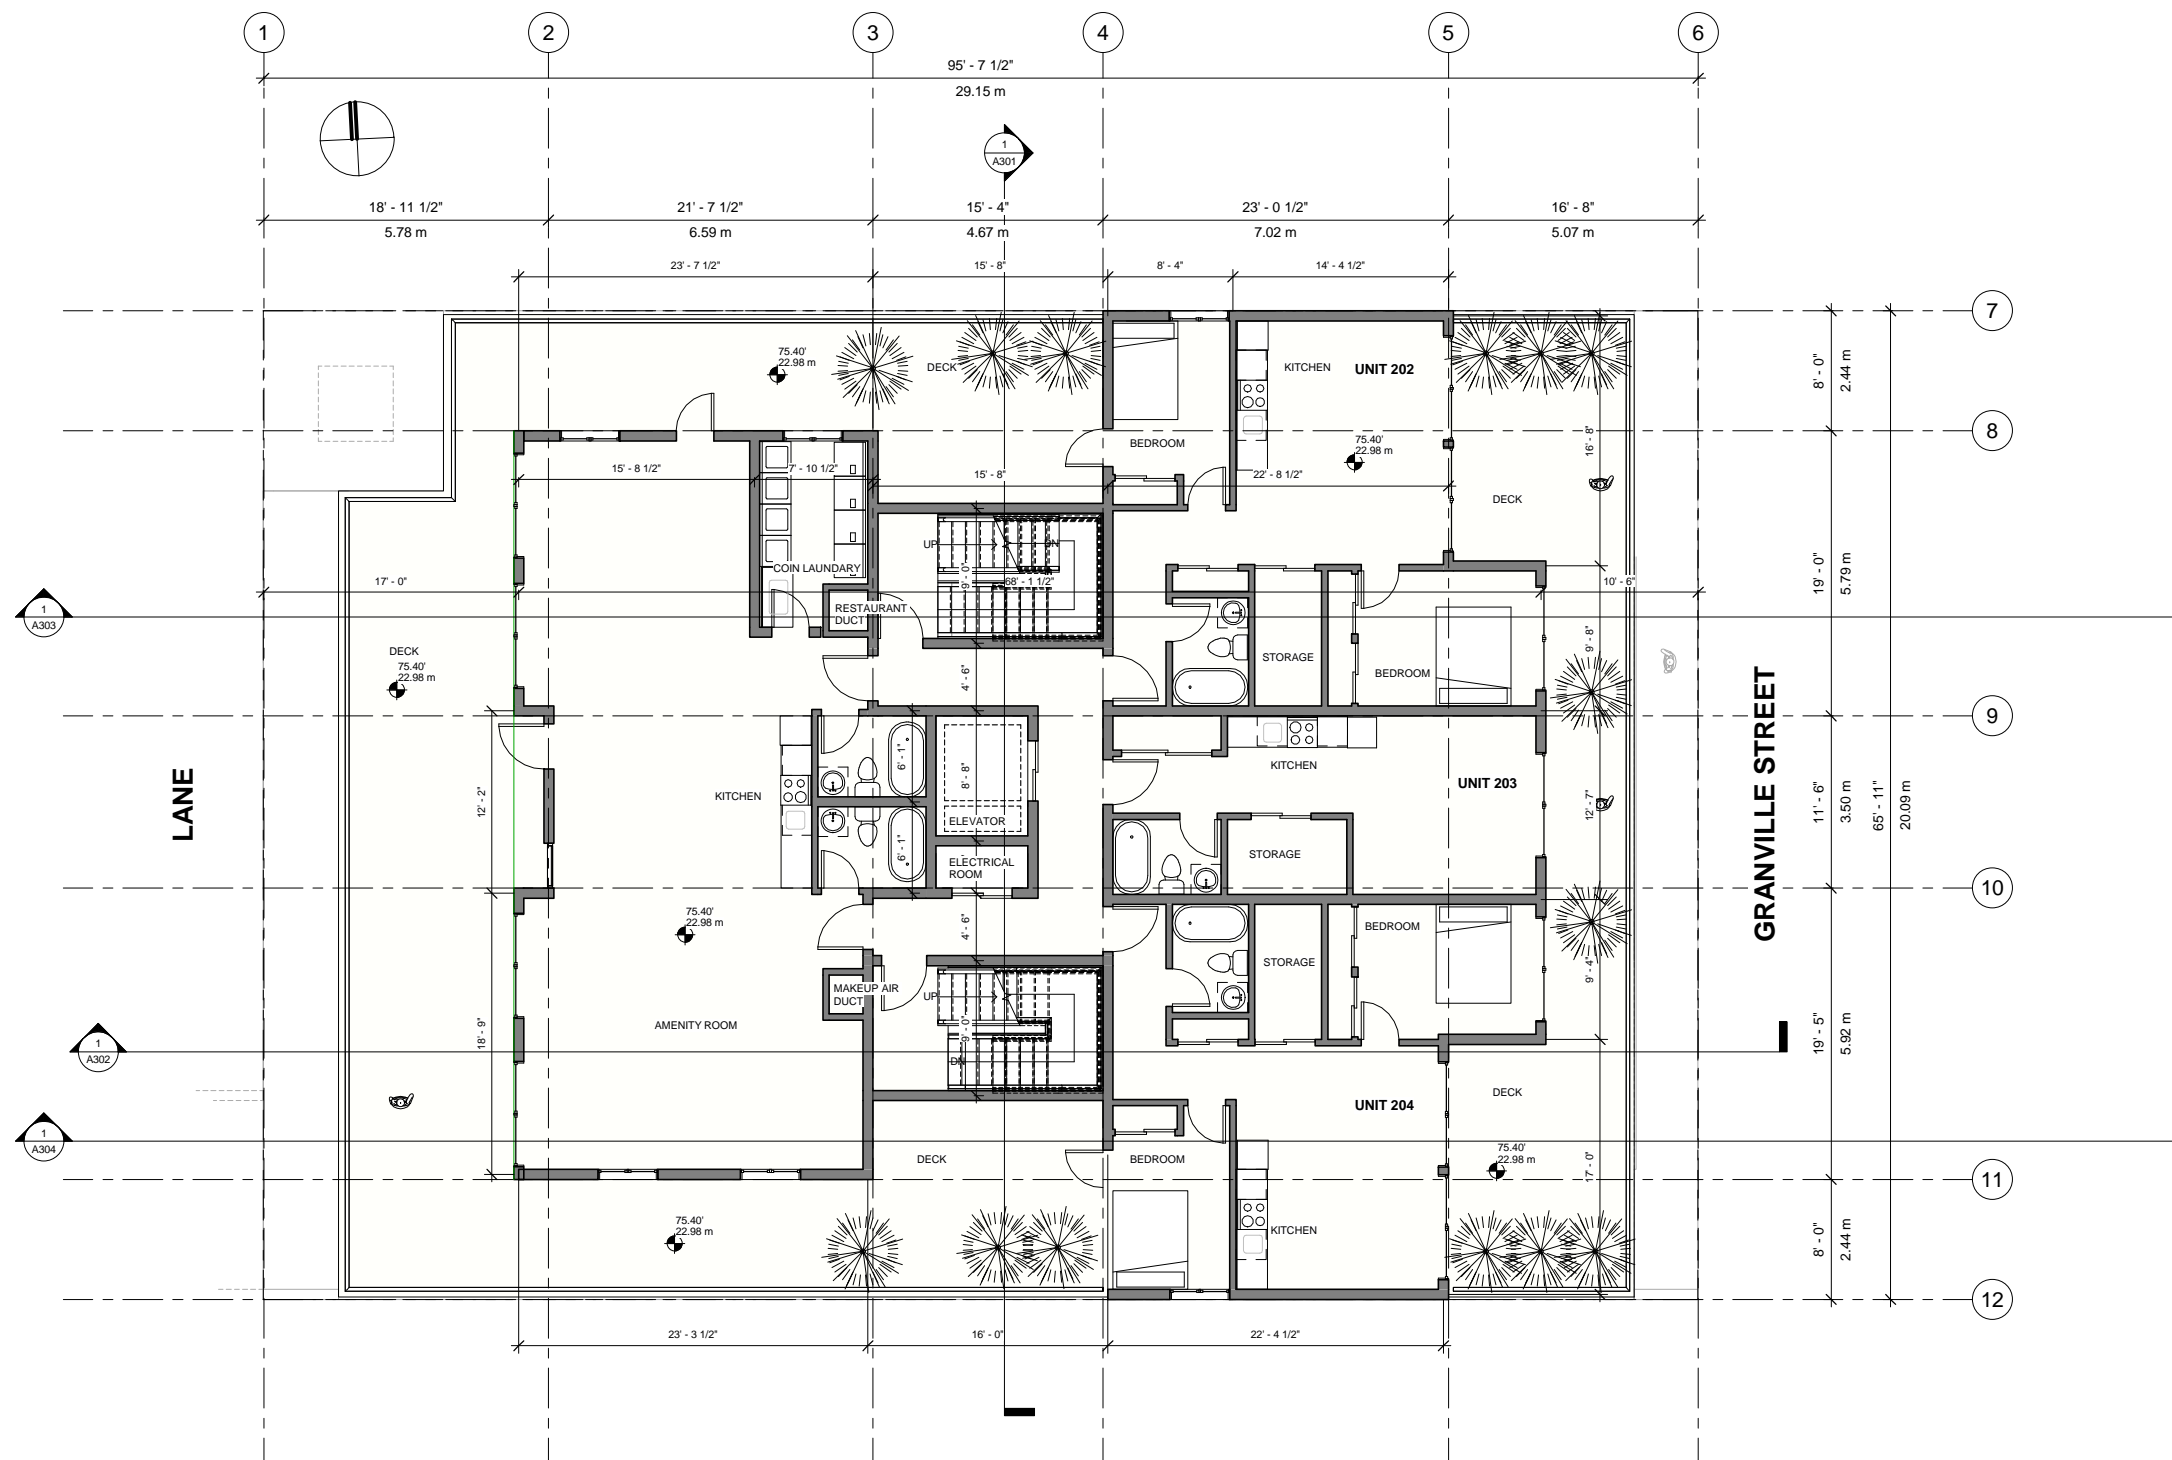 1
2
3
4
5
6
95' - 7 1/2"
29.15 m
1
A301
18' - 11 1/2"
21' - 7 1/2"
15' - 4"
23' - 0 1/2"
16' - 8"
5.78 m
6.59 m
4.67 m
7.02 m
5.07 m
23' - 7 1/2"
15' - 8"
8' - 4"
14' - 4 1/2"
7
8' - 0"
2.44 m
75.40'
22.98 m
DECK
KITCHEN
UNIT 202
8
BEDROOM
75.40'
22.98 m
16' - 8"
15' - 8 1/2"
7' - 10 1/2"
15' - 8"
22' - 8 1/2"
DECK
UP
DN
COIN LAUNDARY
9' - 0"
68' - 1 1/2"
17' - 0"
10' - 6"
19' - 0"
5.79 m
RESTAURANT
DUCT
1
A303
DECK
75.40'
22.98 m
4' - 6"
STORAGE
BEDROOM
9' - 8"
9
GRANVILLE STREET
LANE
12' - 2"
KITCHEN
6' - 1"
8' - 8"
ELEVATOR
KITCHEN
UNIT 203
12' - 7"
11' - 6"
3.50 m
65' - 11"
20.09 m
6' - 1"
ELECTRICAL
ROOM
STORAGE
10
75.40'
22.98 m
4' - 6"
BEDROOM
STORAGE
9' - 4"
MAKEUP AIR
DUCT
UP
AMENITY ROOM
18' - 9"
9' - 0"
DN
19' - 5"
5.92 m
1
A302
DECK
UNIT 204
1
A304
DECK
BEDROOM
75.40'
22.98 m
17' - 0"
11
75.40'
22.98 m
KITCHEN
8' - 0"
2.44 m
12
23' - 3 1/2"
16' - 0"
22' - 4 1/2"